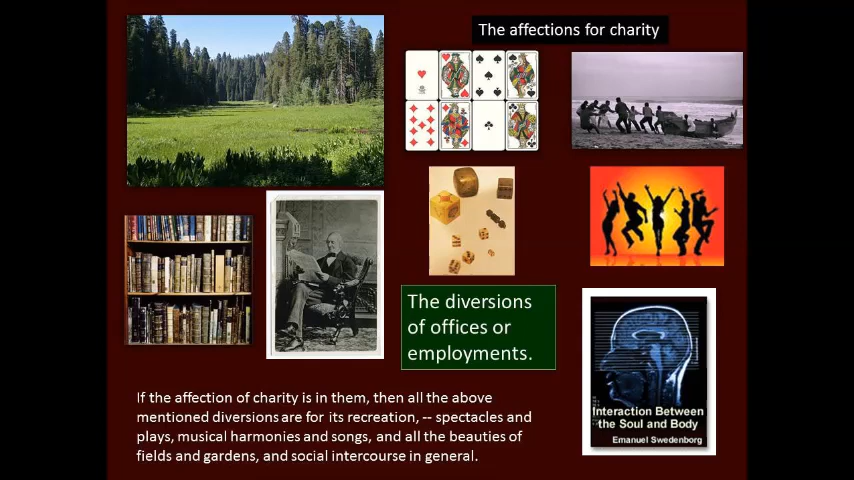 The affections for charity
The diversions
of offices or
employments.
Interaction Between
the Soul and Body
Emanuel Swedenborg
If the affection of charity is in them, then all the above
mentioned diversions are for its recreation, -- spectacles and
plays, musical harmonies and songs, and all the beauties of
fields and gardens, and social intercourse in general.